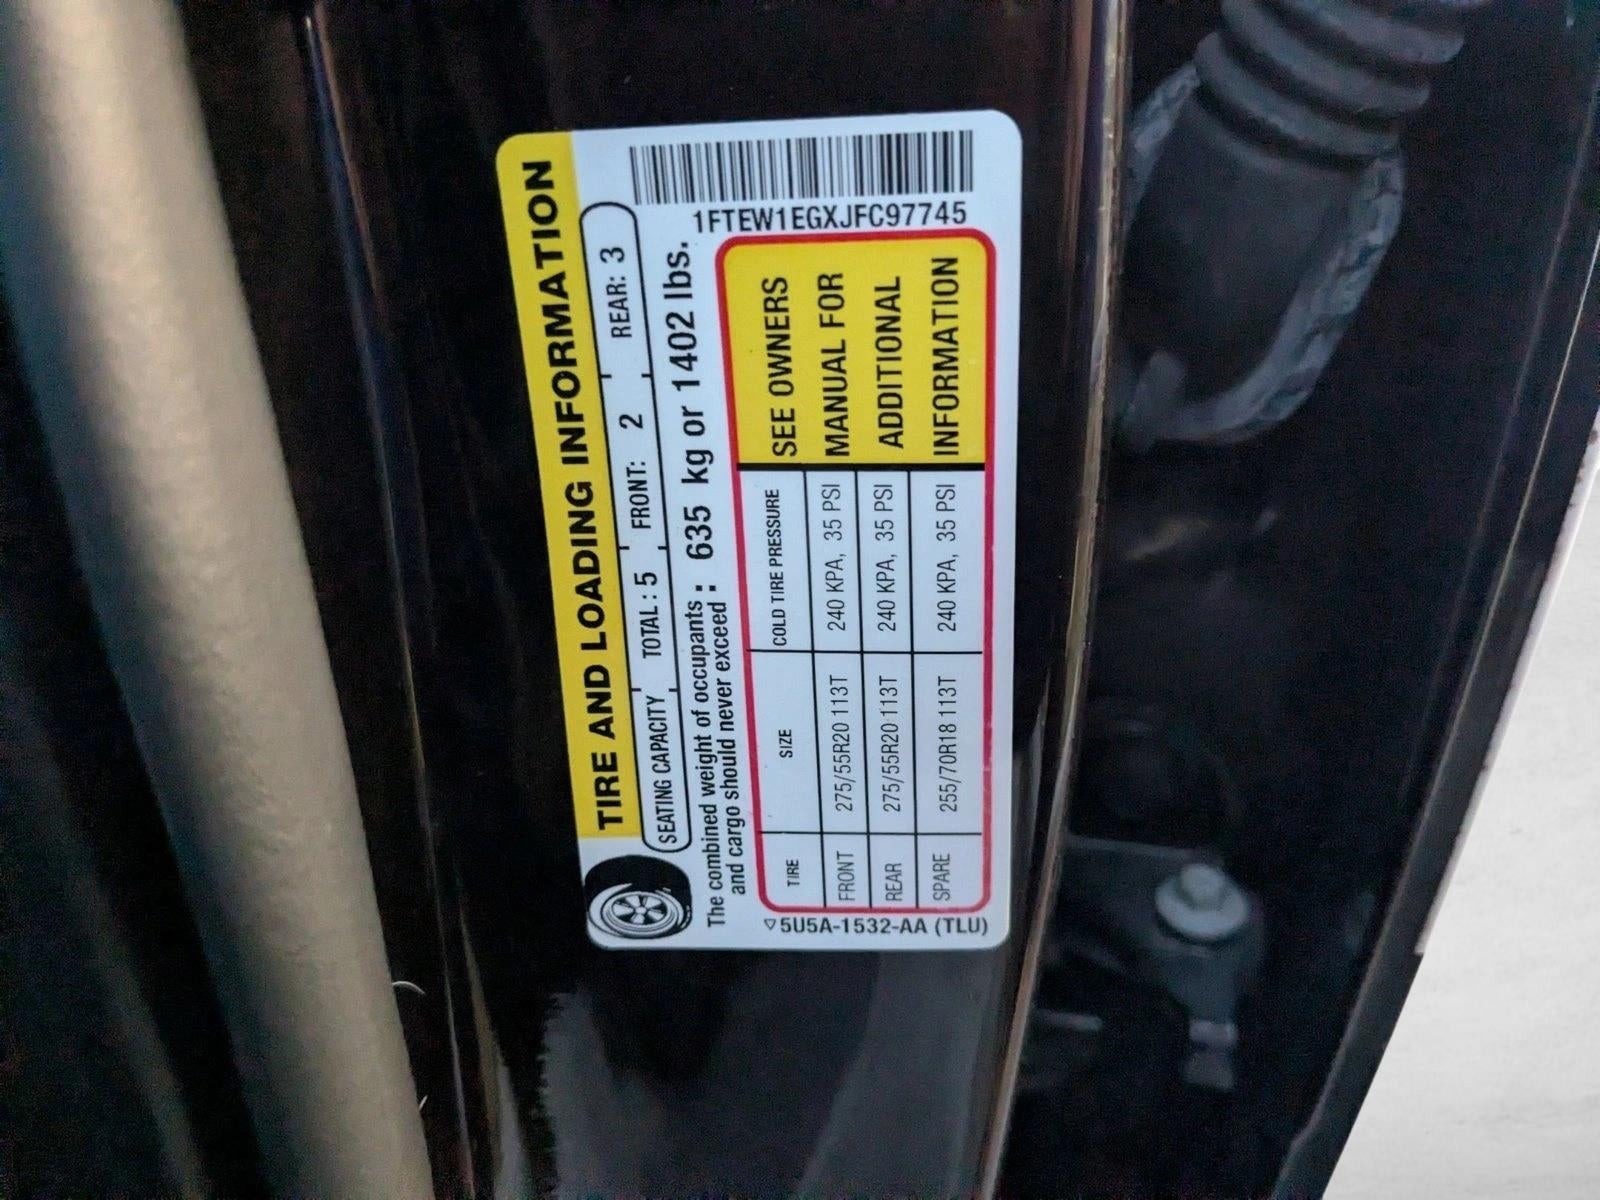 TIRE AND LOADING INFORMATION
SEATING CAPACITY TOTAL : 5 FRONT: 2 REAR: 3
The combined weight of occupants : 635 kg or 1402 lbs.
and cargo should never exceed :
1FTEW1EGXJFC97745
TIRE SIZE COLD TIRE PRESSURE
FRONT 275/55R20 113T 240 KPA, 35 PSI
REAR 275/55R20 113T 240 KPA, 35 PSI
SPARE 255/70R18 113T 240 KPA, 35 PSI
SEE OWNERS
MANUAL FOR
ADDITIONAL
INFORMATION
▽5U5A-1532-AA (TLU)